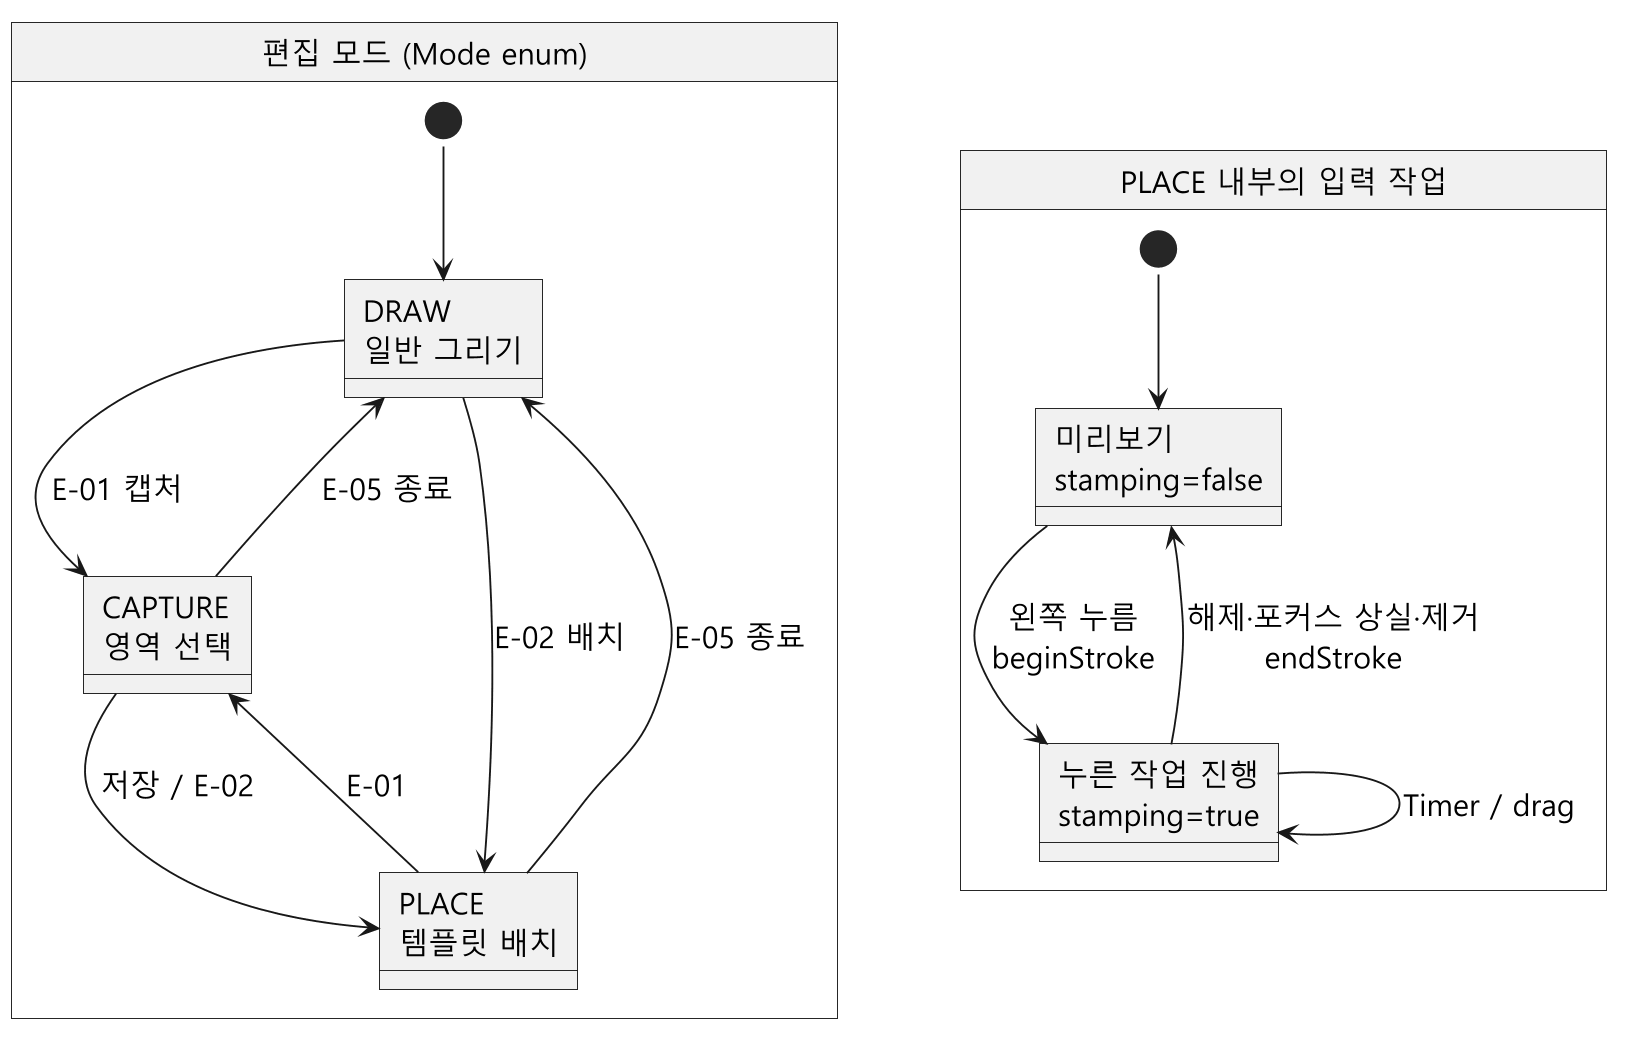 편집 모드 (Mode enum)
DRAW
일반 그리기
E-01 캡처
E-05 종료
CAPTURE
영역 선택
E-02 배치
E-05 종료
저장 / E-02
E-01
PLACE
템플릿 배치
PLACE 내부의 입력 작업
미리보기
stamping=false
왼쪽 누름
beginStroke
해제·포커스 상실·제거
endStroke
누른 작업 진행
stamping=true
Timer / drag